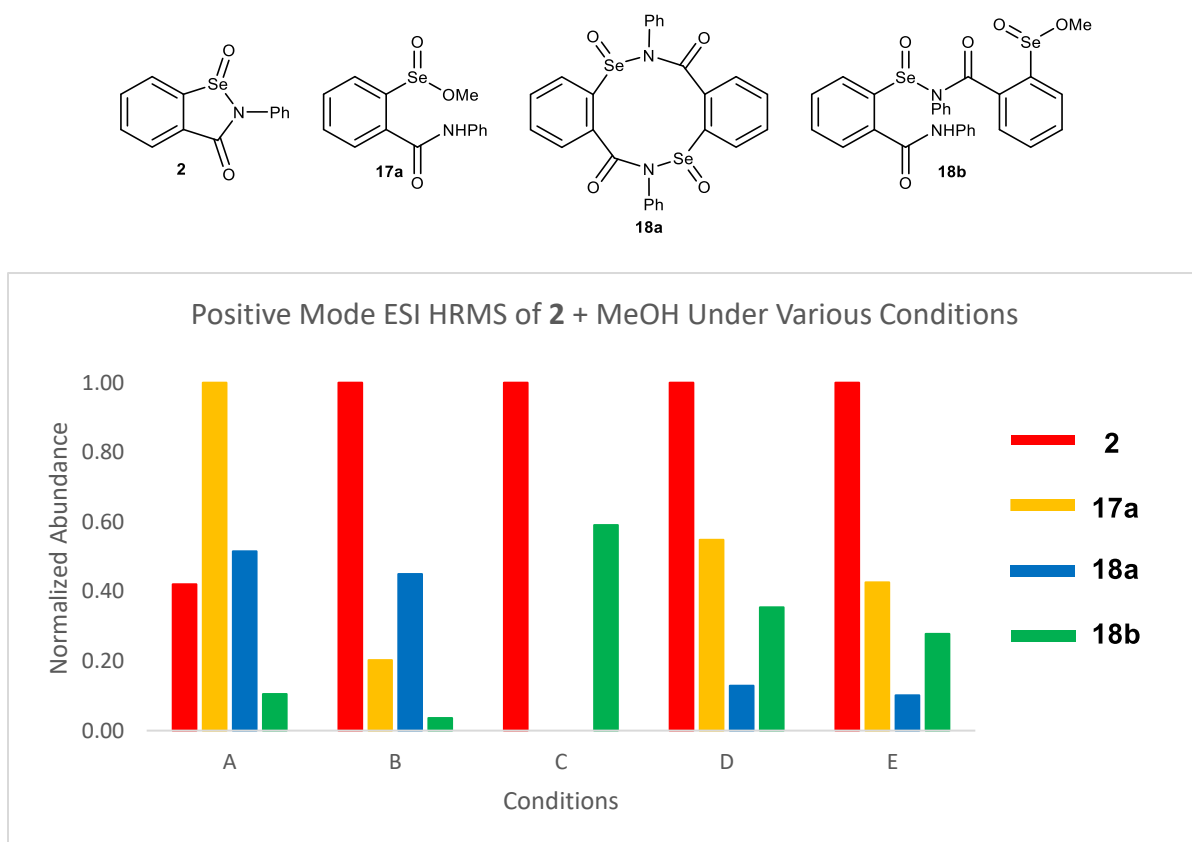 O
Se
N
Ph
O
2
O
Se
OMe
NHPh
O
17a
Ph
O
N
O
Se
Se
O
N
O
Ph
18a
O
OMe
Se
O
O
Se
N
Ph
NHPh
O
18b
Positive Mode ESI HRMS of 2 + MeOH Under Various Conditions
Normalized Abundance
1.00
0.80
0.60
0.40
0.20
0.00
A B C D E
Conditions
2
17a
18a
18b